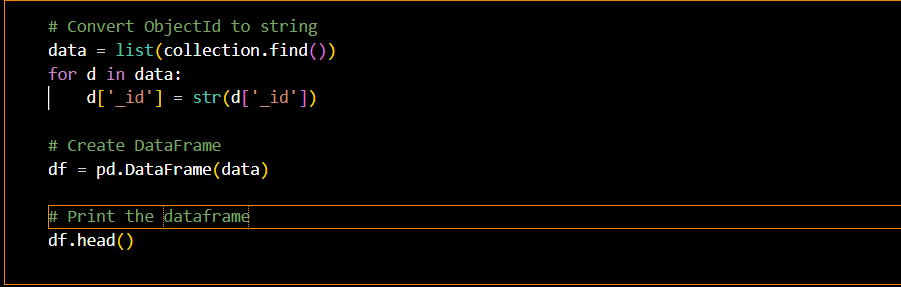 # Convert ObjectId to string
data = list(collection.find())
for d in data:
    d['_id'] = str(d['_id'])
# Create DataFrame
df = pd.DataFrame(data)
# Print the dataframe
df.head()